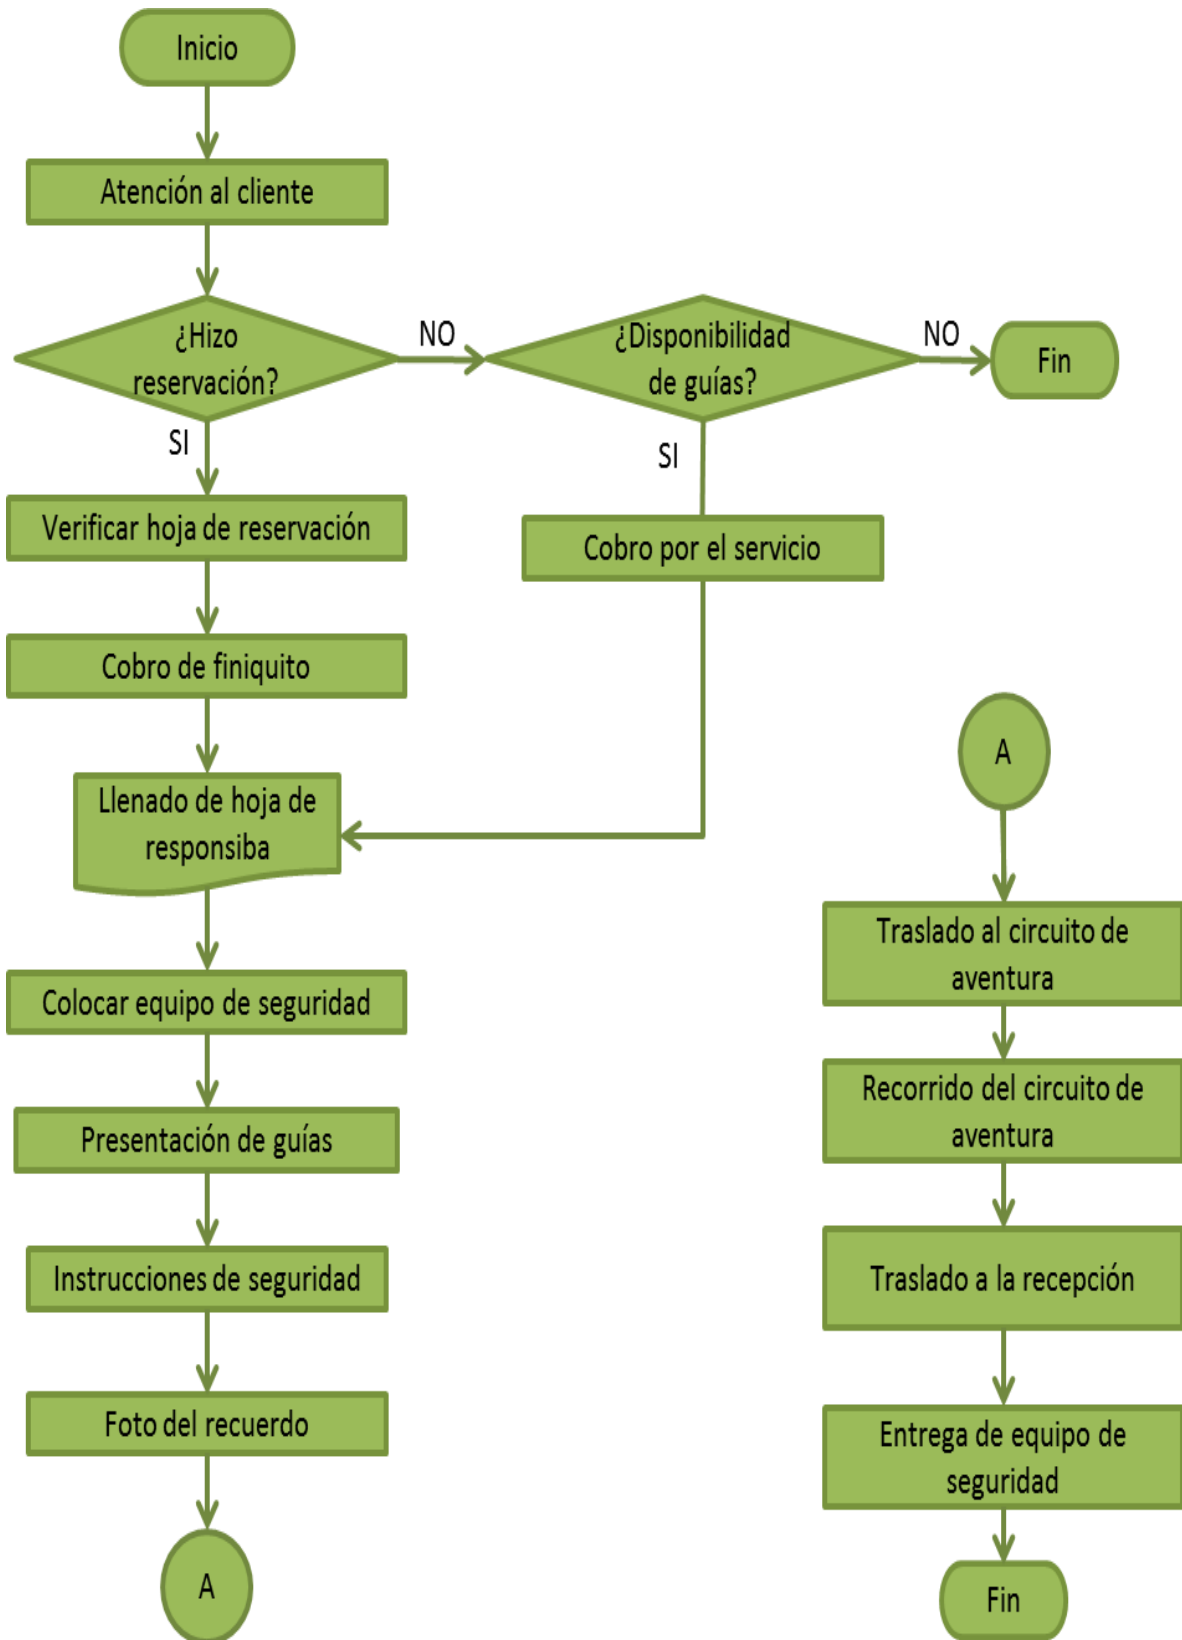 Inicio
Atención al cliente
¿Hizo
reservación?
NO
¿Disponibilidad
de guías?
NO
Fin
SI
SI
Verificar hoja de reservación
Cobro por el servicio
Cobro de finiquito
Llenado de hoja de
responsiba
Colocar equipo de seguridad
Presentación de guías
Instrucciones de seguridad
Foto del recuerdo
A
A
Traslado al circuito de
aventura
Recorrido del circuito de
aventura
Traslado a la recepción
Entrega de equipo de
seguridad
Fin